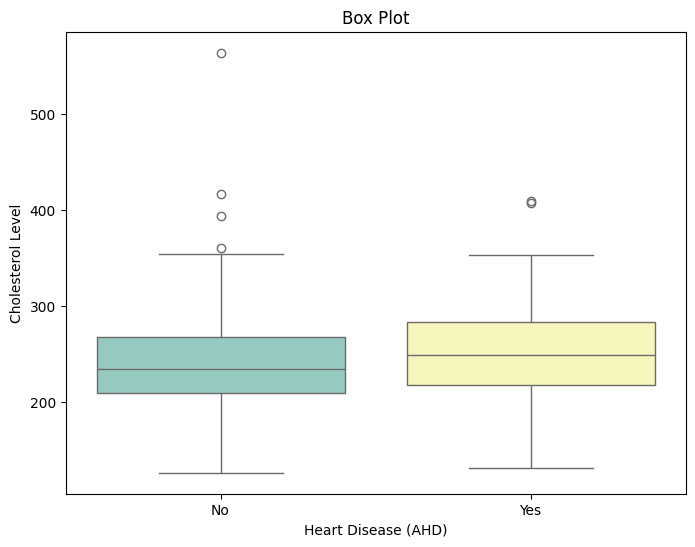 Box Plot
Cholesterol Level
500
400
300
200
No
Yes
Heart Disease (AHD)